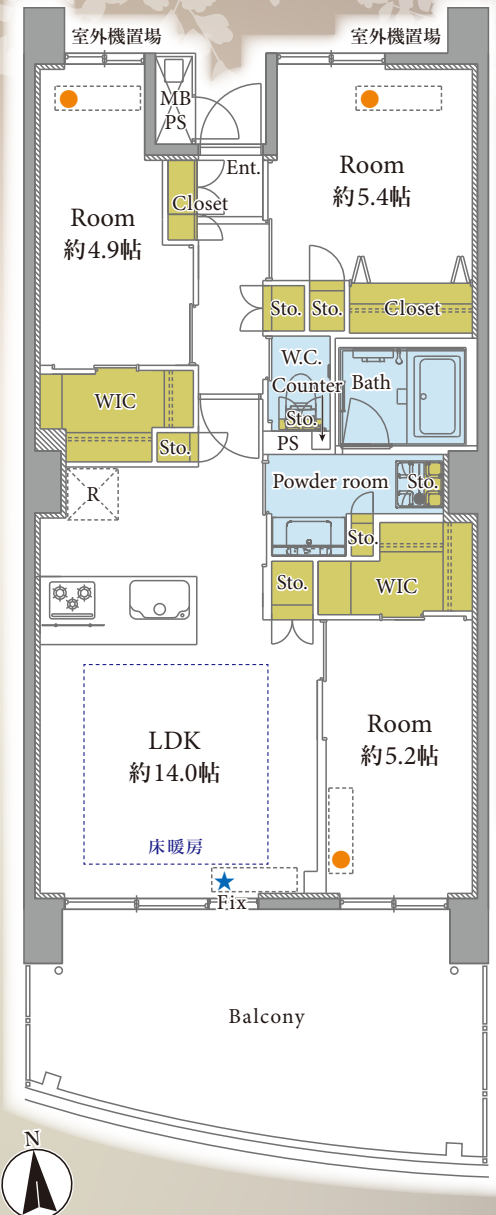 室外機置場
室外機置場
MB
PS
Ent.
Closet
Room
約4.9帖
Room
約5.4帖
Sto.
Sto.
Closet
W.C.
Counter
Sto.
PS
Bath
WIC
Sto.
R
Powder room
Sto.
Sto.
Sto.
WIC
LDK
約14.0帖
床暖房
Room
約5.2帖
Fix
Balcony
N